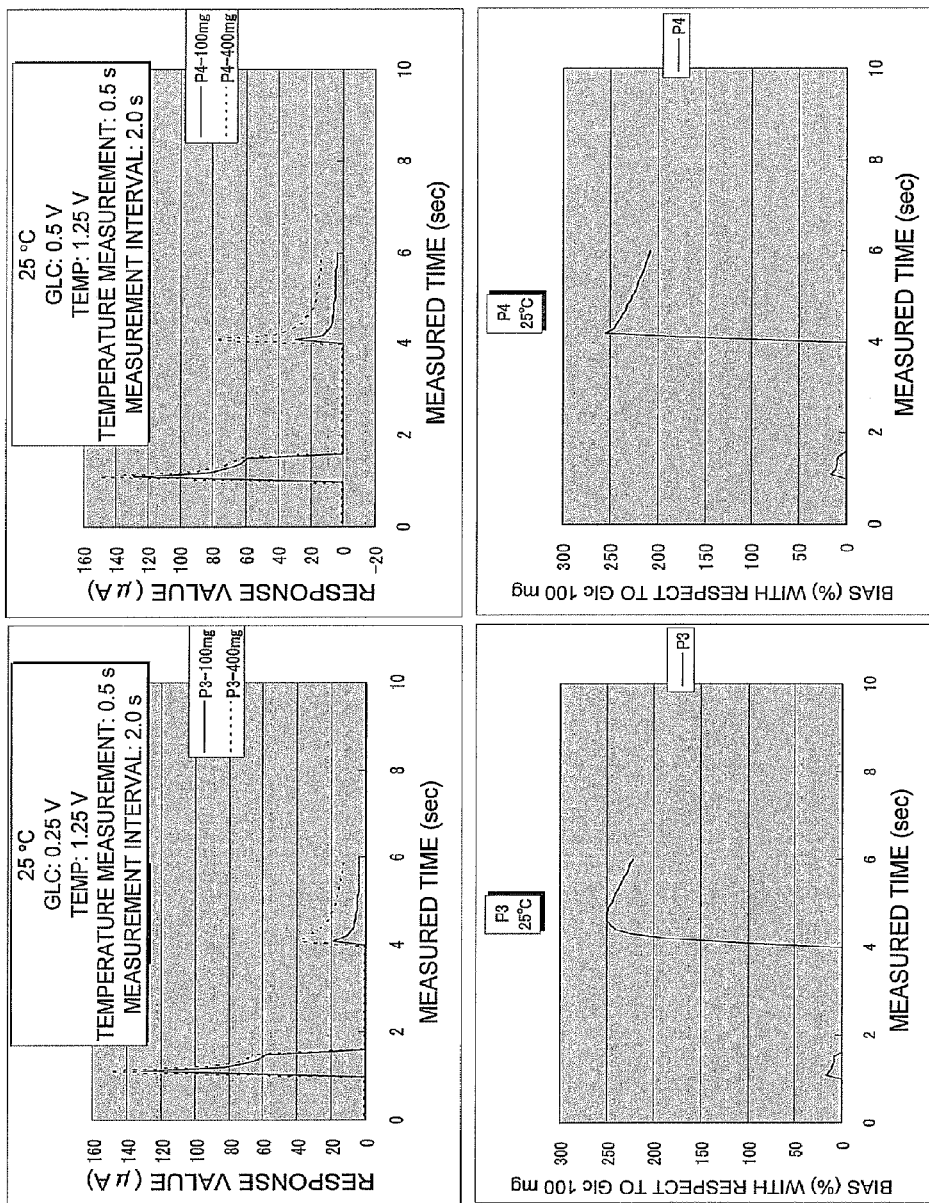 25 °C
GLC: 0.25 V
TEMP: 1.25 V
TEMPERATURE MEASUREMENT: 0.5 s
MEASUREMENT INTERVAL: 2.0 s
P3-100mg
P3-400mg
RESPONSE VALUE (μA)
160
140
120
100
80
60
40
20
0
0 2 4 6 8 10
MEASURED TIME (sec)
25 °C
GLC: 0.5 V
TEMP: 1.25 V
TEMPERATURE MEASUREMENT: 0.5 s
MEASUREMENT INTERVAL: 2.0 s
P4-100mg
P4-400mg
RESPONSE VALUE (μA)
160
140
120
100
80
60
40
20
0
-20
0 2 4 6 8 10
MEASURED TIME (sec)
P3
25°C
P3
BIAS (%) WITH RESPECT TO Glc 100 mg
300
250
200
150
100
50
0
0 2 4 6 8 10
MEASURED TIME (sec)
P4
25°C
P4
BIAS (%) WITH RESPECT TO Glc 100 mg
300
250
200
150
100
50
0
0 2 4 6 8 10
MEASURED TIME (sec)